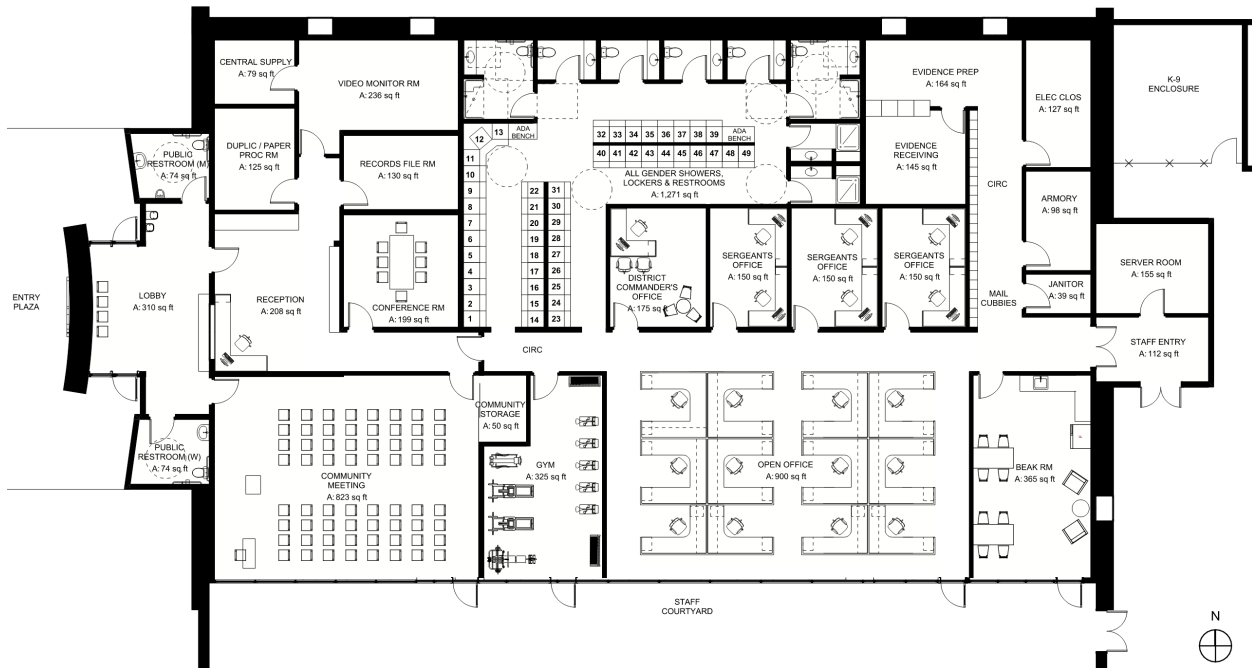 CENTRAL SUPPLY
A: 79 sq ft
VIDEO MONITOR RM
A: 236 sq ft
EVIDENCE PREP
A: 164 sq ft
ELEC CLOS
A: 127 sq ft
K-9
ENCLOSURE
PUBLIC
RESTROOM (M)
A: 74 sq ft
DUPLIC / PAPER
PROC RM
A: 125 sq ft
RECORDS FILE RM
A: 130 sq ft
13
12
ADA
BENCH
11
10
9
8
7
6
5
4
3
2
1
22
21
20
19
18
17
16
15
14
31
30
29
28
27
26
25
24
23
32 33 34 35 36 37 38 39
ADA
BENCH
40 41 42 43 44 45 46 47 48 49
ALL GENDER SHOWERS,
LOCKERS & RESTROOMS
A: 1,271 sq ft
EVIDENCE
RECEIVING
A: 145 sq ft
CIRC
ARMORY
A: 98 sq ft
ENTRY
PLAZA
LOBBY
A: 310 sq ft
RECEPTION
A: 208 sq ft
CONFERENCE RM
A: 199 sq ft
DISTRICT
COMMANDER'S
OFFICE
A: 175 sq ft
SERGEANTS
OFFICE
A: 150 sq ft
SERGEANTS
OFFICE
A: 150 sq ft
SERGEANTS
OFFICE
A: 150 sq ft
MAIL
CUBBIES
JANITOR
A: 39 sq ft
SERVER ROOM
A: 155 sq ft
STAFF ENTRY
A: 112 sq ft
CIRC
PUBLIC
RESTROOM (W)
A: 74 sq ft
COMMUNITY
MEETING
A: 823 sq ft
COMMUNITY
STORAGE
A: 50 sq ft
GYM
A: 325 sq ft
OPEN OFFICE
A: 900 sq ft
BEAK RM
A: 365 sq ft
STAFF
COURTYARD
N